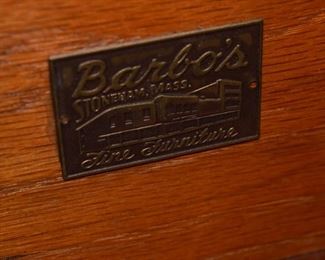 Barbo's
STONEHAM, MASS.
Fine Furniture